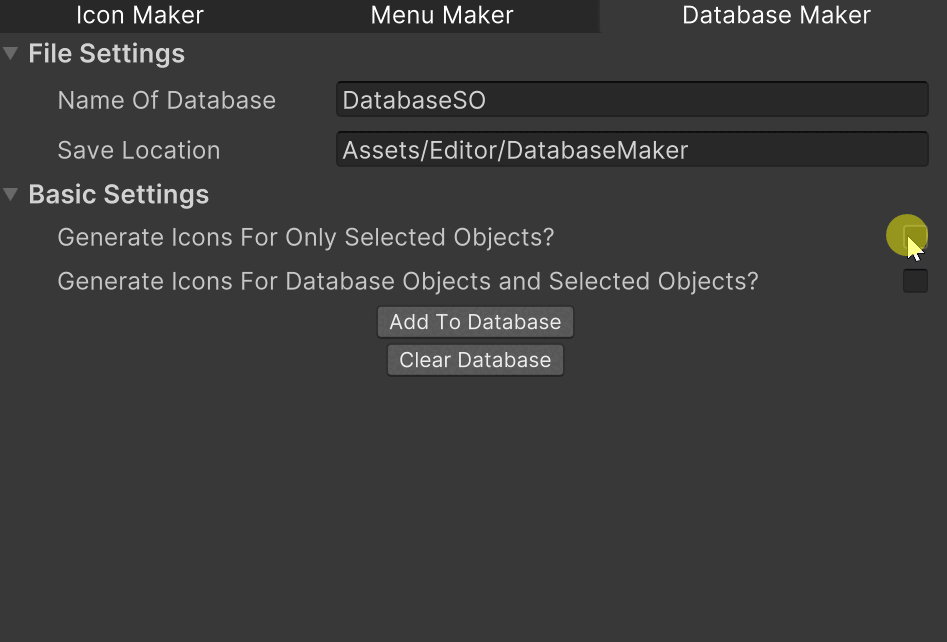 Icon Maker Menu Maker Database Maker
File Settings
Name Of Database DatabaseSO
Save Location Assets/Editor/DatabaseMaker
Basic Settings
Generate Icons For Only Selected Objects?
Generate Icons For Database Objects and Selected Objects?
Add To Database
Clear Database